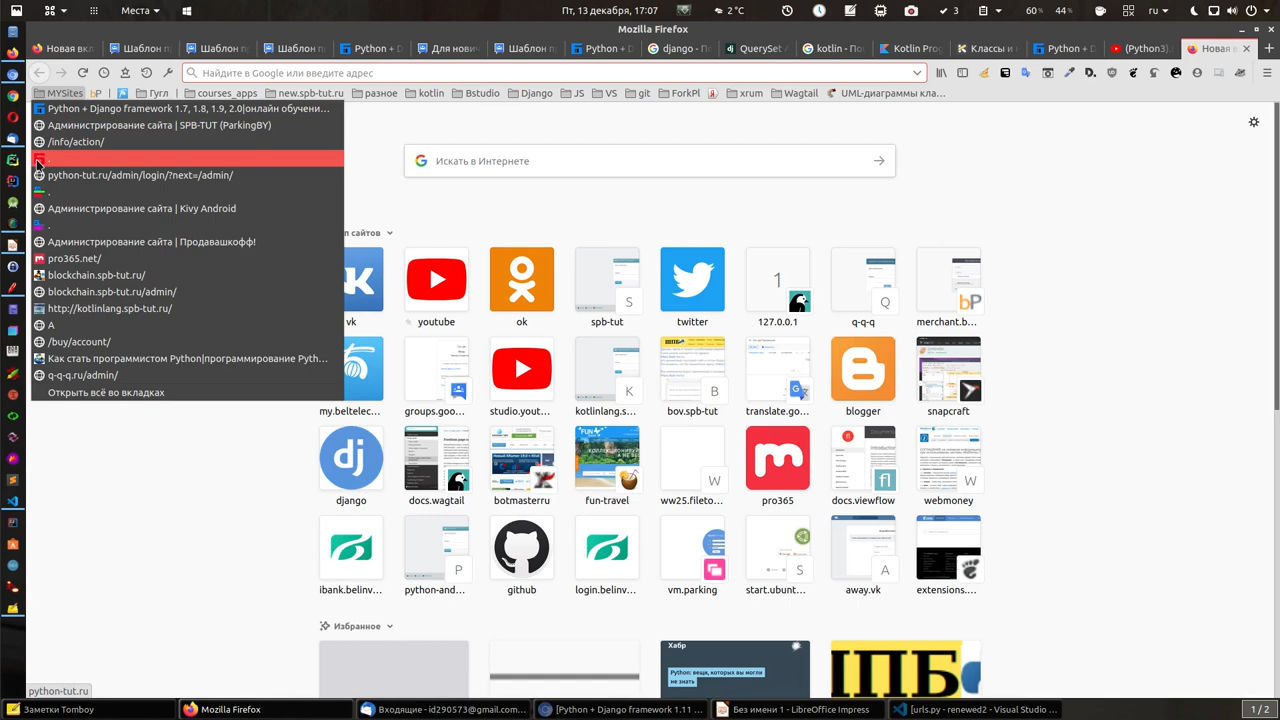 Места
Пт, 13 декабря, 17:07
2°C
3
60%
44%
ru
Mozilla Firefox
Новая вкл
Шаблон п
Шаблон п
Шаблон п
Python + D
Ая нович
Шаблон п
Python + D
django - П
QuerySet A
kotlin - По
Kotlin Prog
Классы и
Python + D
(Python3)
Новая в
Найдите в Google или введите адрес
MYSites
bP
Гугл
courses_apps
new.spb-tut.ru
разное
kotlin
Bstudio
Django
JS
VS
git
ForkPl
xrum
Wagtail
UML-диаграммы кла...
Python + Django framework 1.7, 1.8, 1.9, 2.0|онлайн обучени...
Администрирование сайта | SPB-TUT (ParkingBY)
/info/action/
.
python-tut.ru/admin/login/?next=/admin/
.
Администрирование сайта | Kivy Android
.
Администрирование сайта | Продавашкофф!
pro365.net/
blockchain.spb-tut.ru/
blockchain.spb-tut.ru/admin/
http://kotlinlang.spb-tut.ru/
A
/buy/account/
Как стать программистом Python|программирование Pyth...
q-q-q.ru/admin/
Открыть всё во вкладках
Искать в Интернете
п сайтов
S
1
Q
bP
vk
youtube
ok
spb-tut
twitter
127.0.0.1
q-q-q
merchant.b...
K
B
my.beltelec...
groups.goo...
studio.yout...
kotlinlang.s...
bov.spb-tut
translate.go...
blogger
snapcraft
dj
W
fl
W
django
docs.wagtail
botmasterru
fun-travel
ww25.fileto...
pro365
docs.viewflow
webmoney
P
S
A
ibank.belinv...
python-and...
github
login.belinv...
vm.parking
start.ubunt...
away.vk
extensions....
Избранное
Хабр
Python: вещи, которых вы могли
не знать
ШПБ
python-tut.ru
Заметки Tomboy
Mozilla Firefox
Входящие - id290573@gmail.com...
[Python + Django framework 1.11 ...
Без имени 1 - LibreOffice Impress
[urls.py - renewed2 - Visual Studio ...
1 / 2